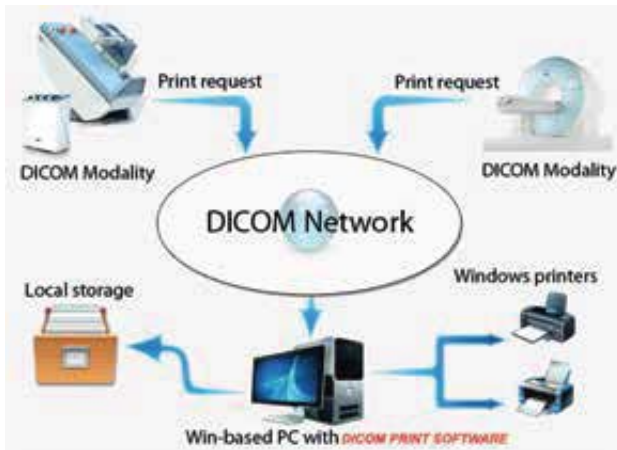 Print request
Print request
DICOM Modality
DICOM Modality
DICOM Network
Local storage
Windows printers
Win-based PC with DICOM PRINT SOFTWARE